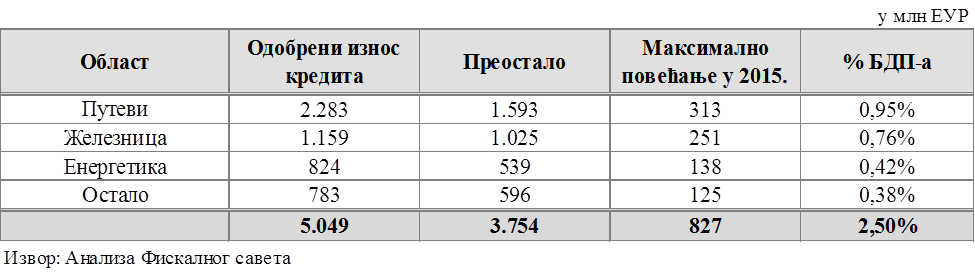 у млн ЕУР
Област Одобрени износ кредита Преостало Максимално повећање у 2015. % БДП-а
Путеви 2.283 1.593 313 0,95%
Железница 1.159 1.025 251 0,76%
Енергетика 824 539 138 0,42%
Остало 783 596 125 0,38%
5.049 3.754 827 2,50%
Извор: Анализа Фискалног савета